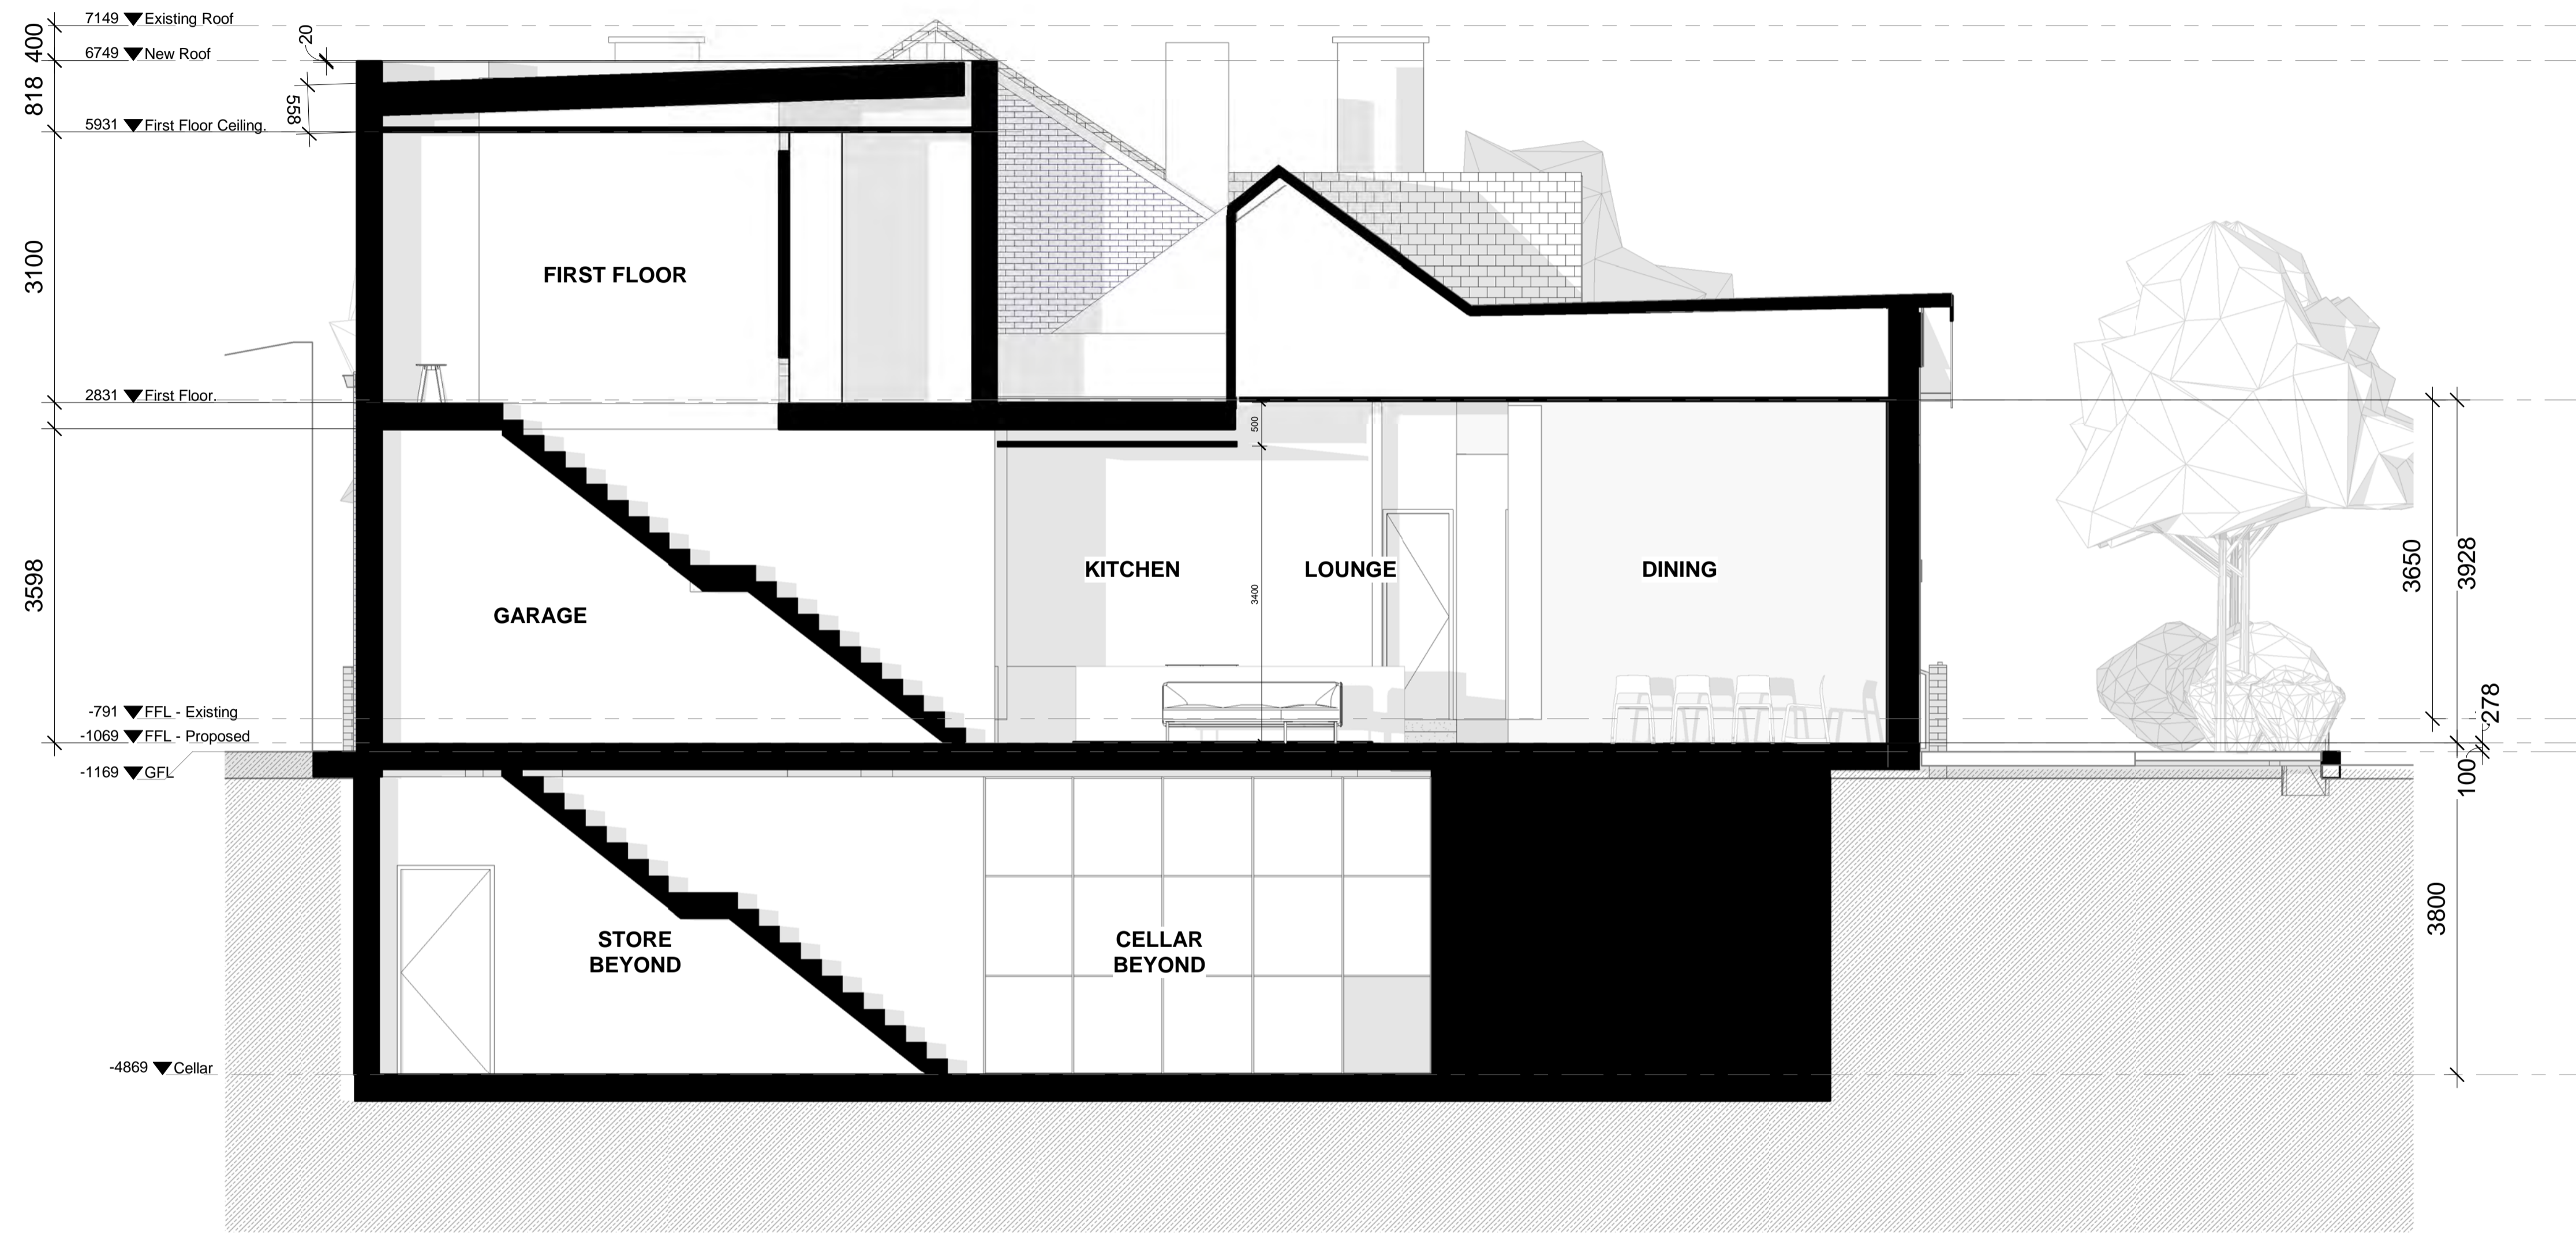 7149 Existing Roof
400
20
6749 New Roof
818
558
5931 First Floor Ceiling.
3100
FIRST FLOOR
2831 First Floor.
500
3598
KITCHEN
LOUNGE
DINING
3650
3928
3400
GARAGE
-791 FFL - Existing
278
-1069 FFL - Proposed
-1169 GFL
100
3800
STORE
BEYOND
CELLAR
BEYOND
-4869 Cellar